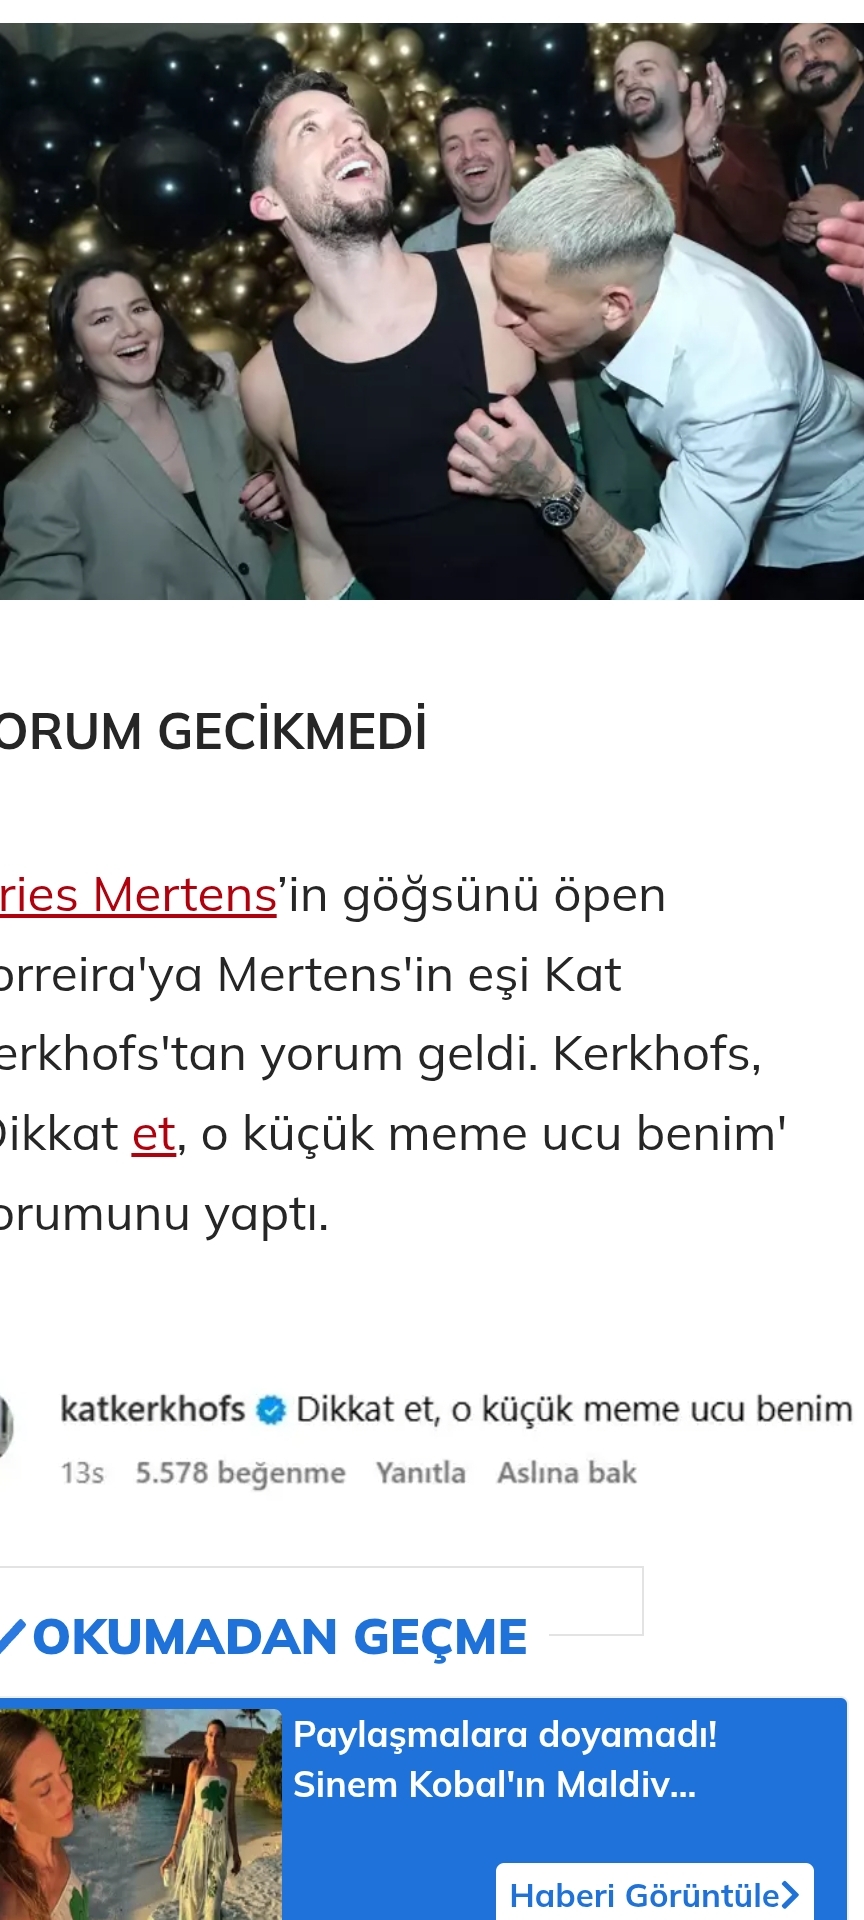 ORUM GECİKMEDİ
ries Mertens’in göğsünü öpen
orreira'ya Mertens'in eşi Kat
erkhofs'tan yorum geldi. Kerkhofs,
Dikkat et, o küçük meme ucu benim'
orumunu yaptı.
katkerkhofs Dikkat et, o küçük meme ucu benim
13s 5.578 beğenme Yanıtla Aslına bak
OKUMADAN GEÇME
Paylaşmalara doyamadı!
Sinem Kobal'ın Maldiv...
Haberi Görüntüle